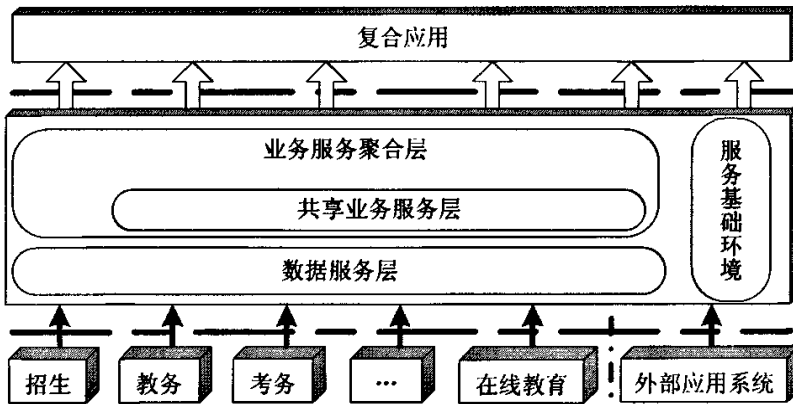 复合应用
业务服务聚合层
共享业务服务层
数据服务层
服务基础环境
招生
教务
考务
…
在线教育
外部应用系统